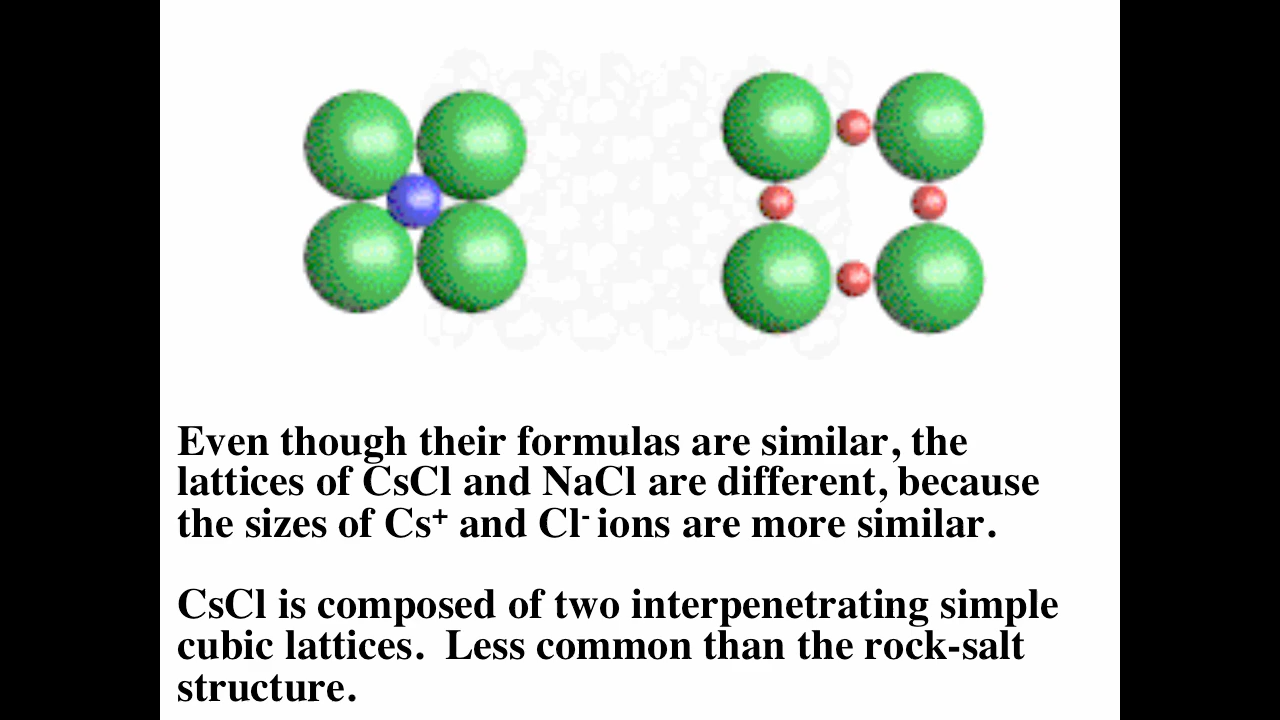 Even though their formulas are similar, the
lattices of CsCl and NaCl are different, because
the sizes of Cs⁺ and Cl⁻ ions are more similar.
CsCl is composed of two interpenetrating simple
cubic lattices.  Less common than the rock-salt
structure.